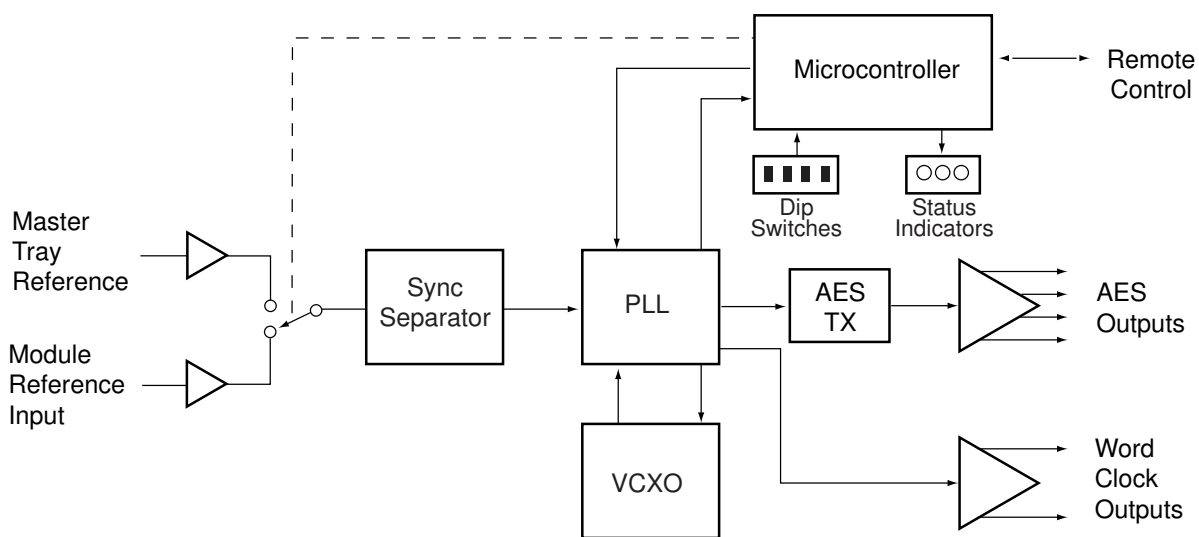 Microcontroller
Remote
Control
Dip
Switches
Status
Indicators
Master
Tray
Reference
Sync
Separator
PLL
AES
TX
AES
Outputs
Module
Reference
Input
VCXO
Word
Clock
Outputs